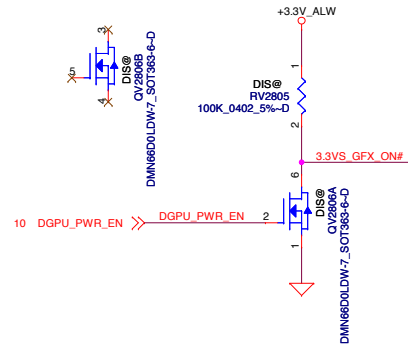 +3.3V_ALW
3
5
4
DIS@
QV2806B
DMN66D0LDW-7_SOT363-6~D
1
DIS@
RV2805
100K_0402_5%~D
2
3.3VS_GFX_ON#
6
DIS@
QV2806A
DMN66D0LDW-7_SOT363-6~D
10 DGPU_PWR_EN
DGPU_PWR_EN
2
1